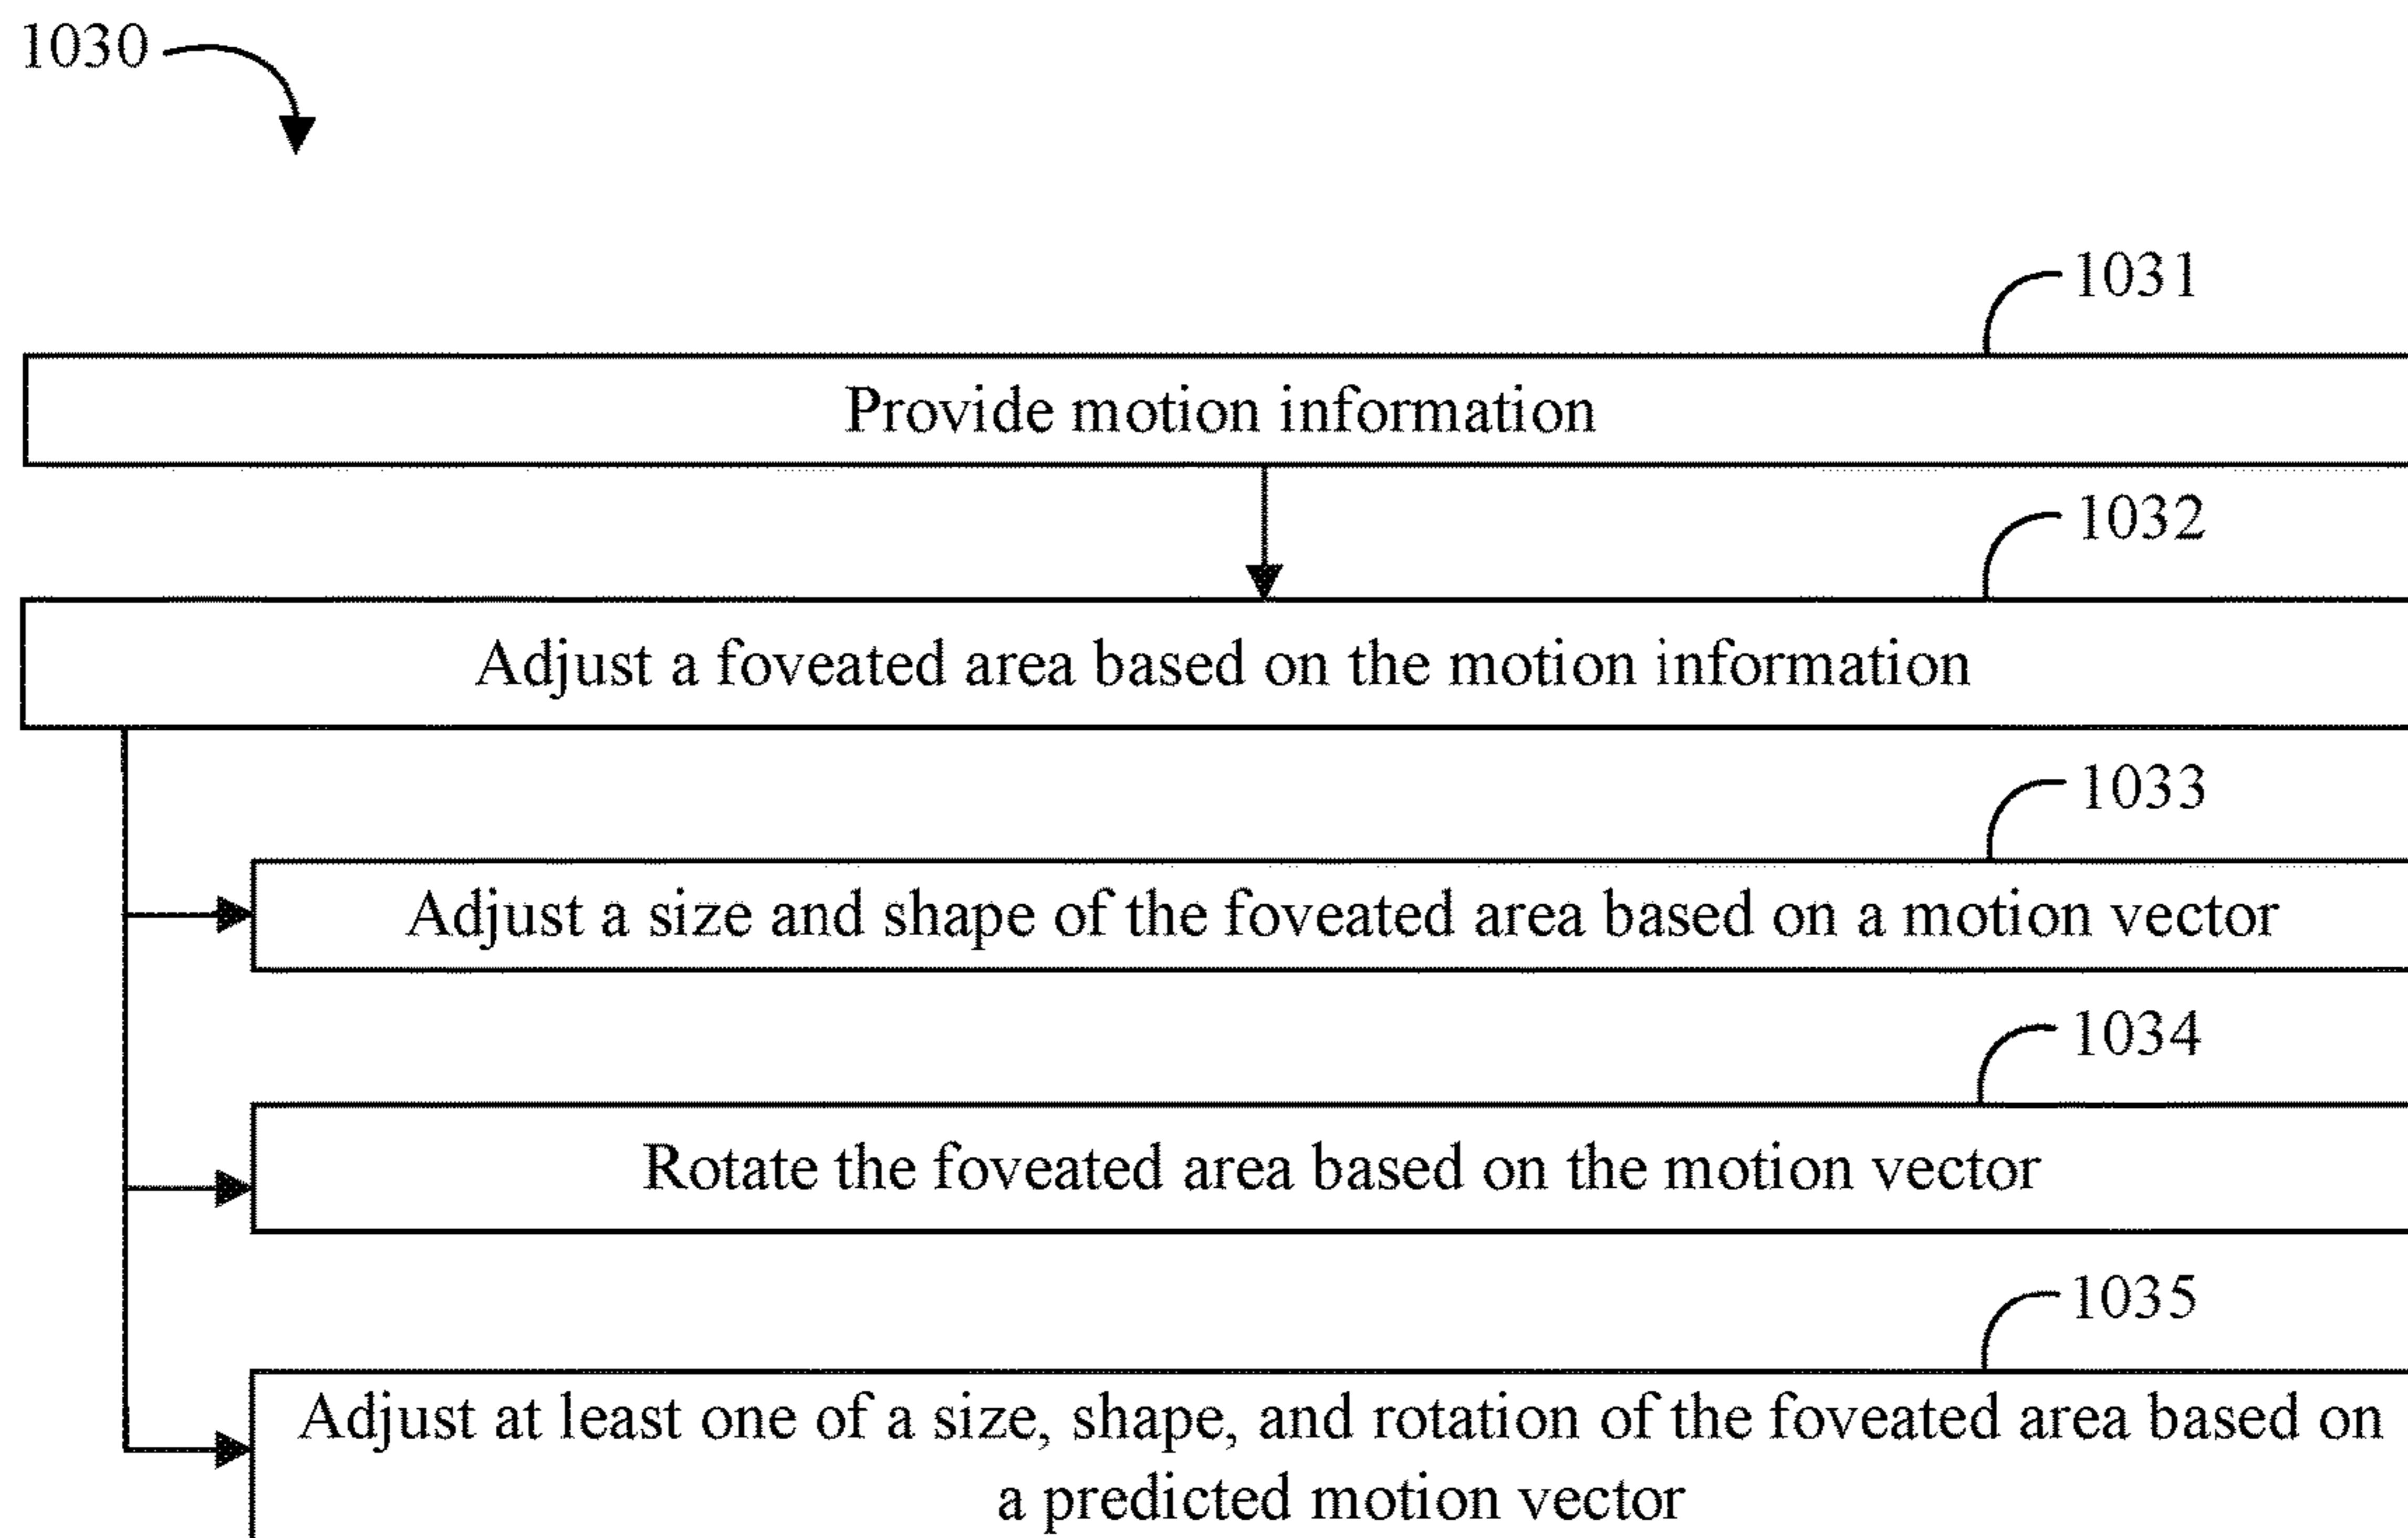 1030
1031
Provide motion information
1032
Adjust a foveated area based on the motion information
1033
Adjust a size and shape of the foveated area based on a motion vector
1034
Rotate the foveated area based on the motion vector
1035
Adjust at least one of a size, shape, and rotation of the foveated area based on
a predicted motion vector